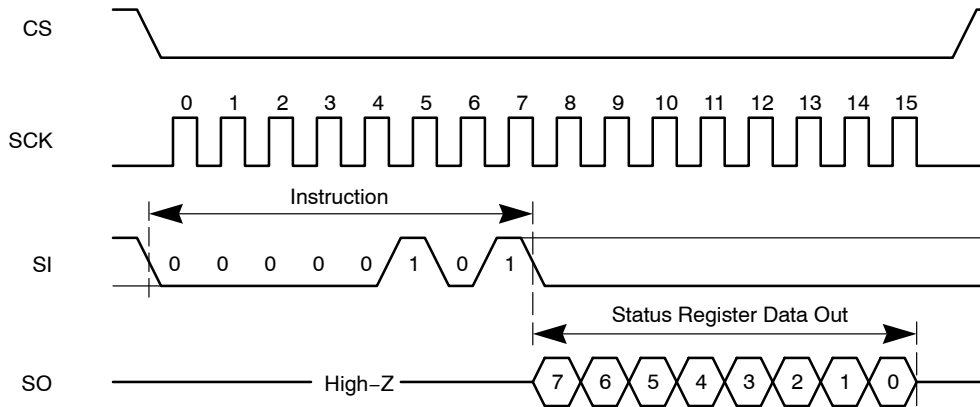 CS
0 1 2 3 4 5 6 7 8 9 10 11 12 13 14 15
SCK
Instruction
SI 0 0 0 0 0 1 0 1
Status Register Data Out
SO High−Z 7 6 5 4 3 2 1 0